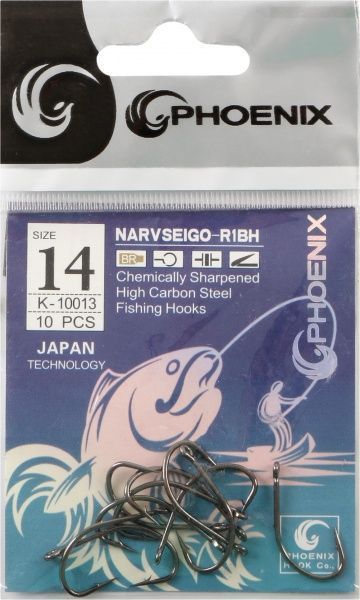 PHOENIX
SIZE
14
K-10013
10 PCS
JAPAN
TECHNOLOGY
NARVSEIGO-R1BH
BR
Chemically Sharpened
High Carbon Steel
Fishing Hooks
PHOENIX
PHOENIX
HOOK Co.,